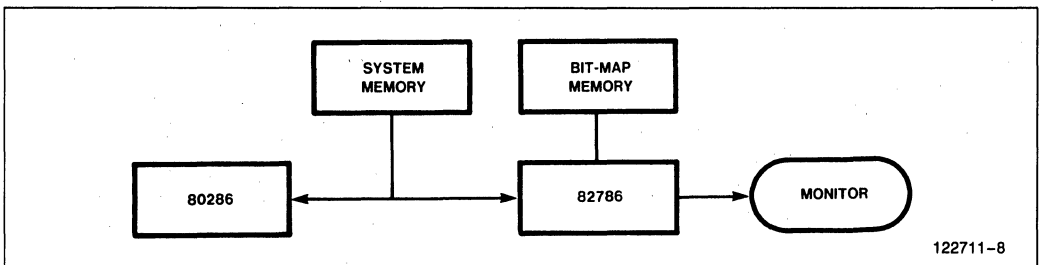 SYSTEM
MEMORY
BIT-MAP
MEMORY
80286
82786
MONITOR
122711-8